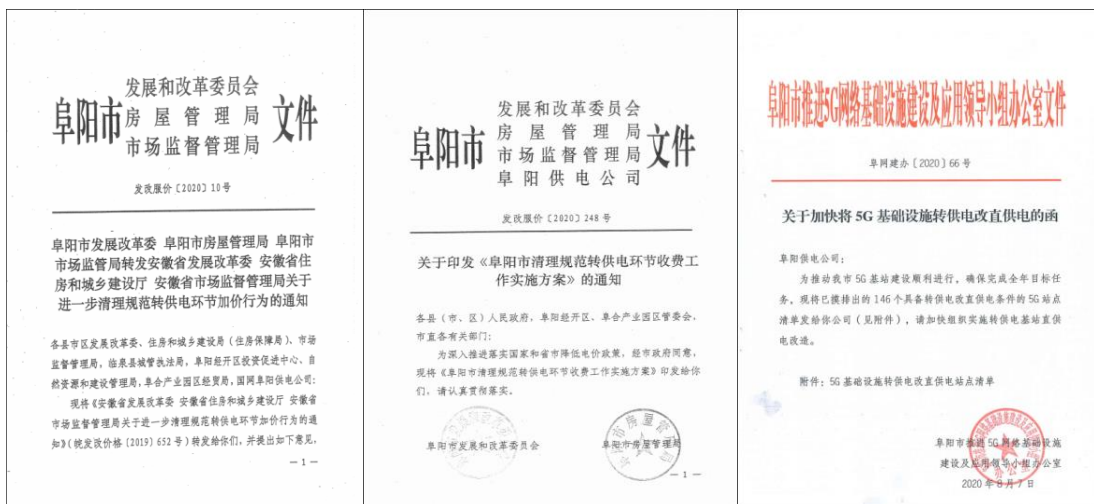 阜阳市
发展和改革委员会
房屋管理局
市场监督管理局
文件
发改服价〔2020〕10号
阜阳市发展改革委 阜阳市房屋管理局 阜阳市
市场监管局转发安徽省发展改革委 安徽省住
房和城乡建设厅 安徽省市场监督管理局关于
进一步清理规范转供电环节加价行为的通知
各县市区发展改革委、住房和城乡建设局（住房保障局）、市场
监督管理局，临泉县城管执法局，阜阳经开区投资促进中心、自
然资源和建设管理局，阜合产业园区经贸局，国网阜阳供电公司：
现将《安徽省发展改革委 安徽省住房和城乡建设厅 安徽省
市场监督管理局关于进一步清理规范转供电环节加价行为的通
知》（皖发改价格〔2019〕652号）转发给你们，并提出如下意见，
—1—
阜阳市
发展和改革委员会
房屋管理局
市场监督管理局
阜阳供电公司
文件
发改服价〔2020〕248号
关于印发《阜阳市清理规范转供电环节收费工
作实施方案》的通知
各县（市、区）人民政府，阜阳经开区、阜合产业园区管委会，
市直各有关部门：
为深入推进落实国家和省市降低电价政策，经市政府同意，
现将《阜阳市清理规范转供电环节收费工作实施方案》印发给你
们，请认真贯彻落实。
阜阳市发展和改革委员会
阜阳市房屋管理局
—1—
阜阳市推进5G网络基础设施建设及应用领导小组办公室文件
阜网建办〔2020〕66号
关于加快将5G基础设施转供电改直供电的函
阜阳供电公司：
为推动我市5G基站建设顺利进行，确保完成全年目标任
务，现将已摸排出的146个具备转供电改直供电条件的5G站点
清单发给你公司（见附件），请加快组织实施转供电基站直供
电改造。
附件：5G基础设施转供电改直供电站点清单
阜阳市推进5G网络基础设施
建设及应用领导小组办公室
2020年8月7日